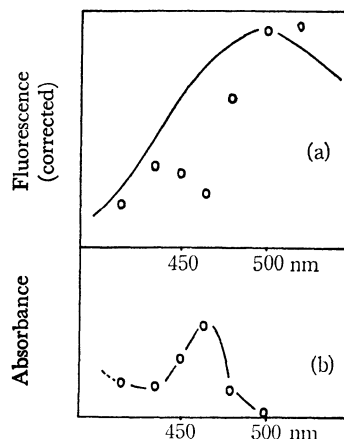 Fluorescence
(corrected)
(a)
450 500 nm
Absorbance
(b)
450 500 nm